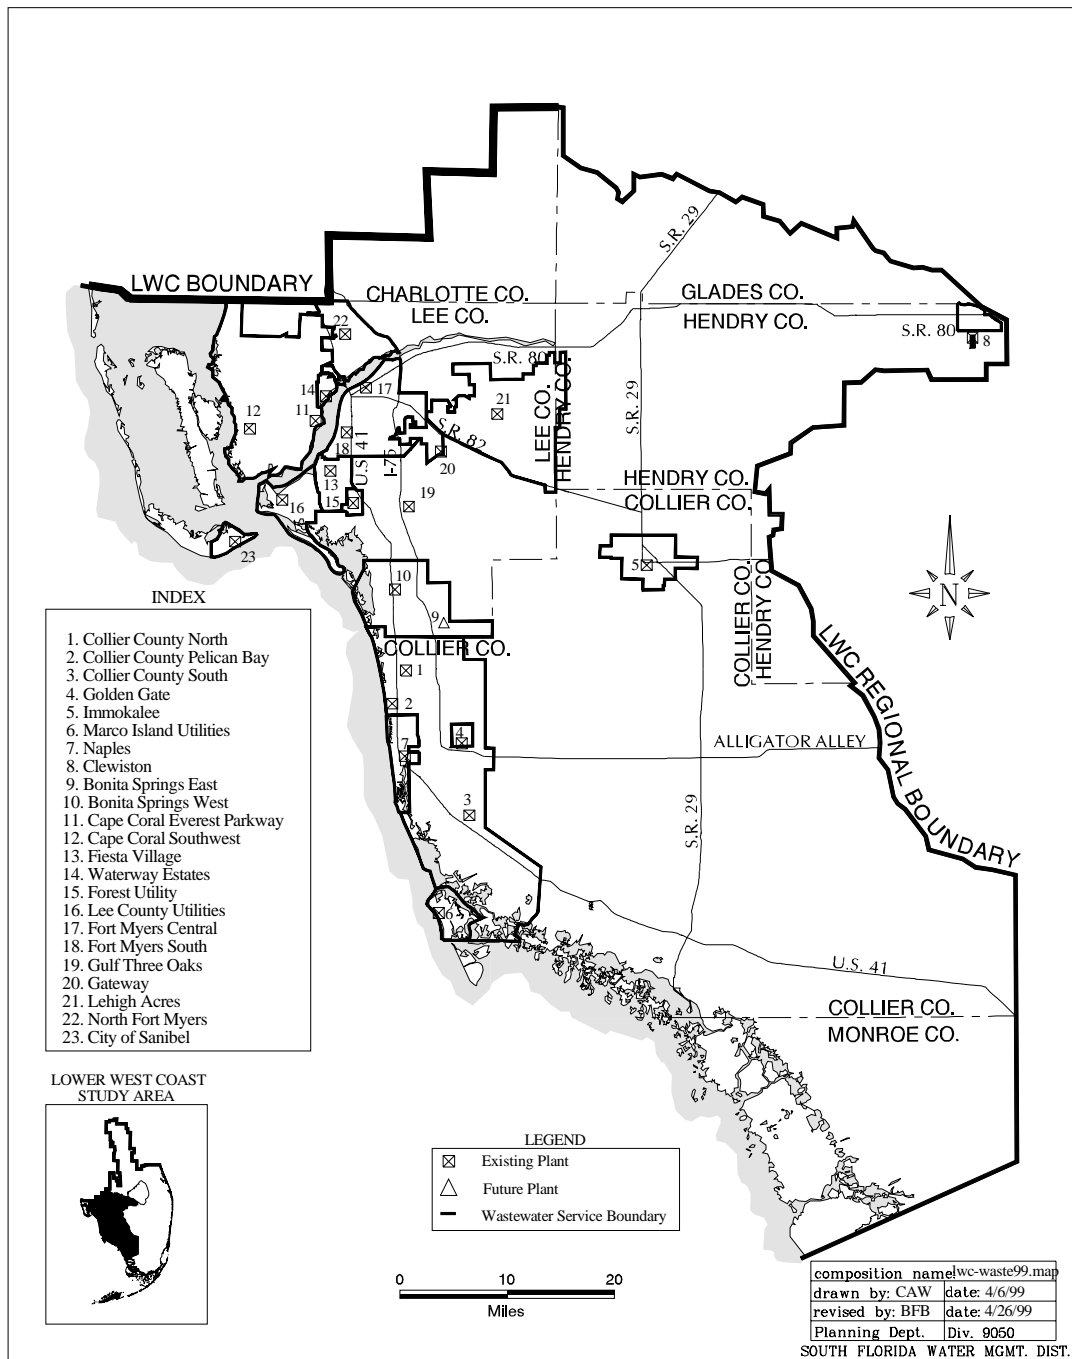 S.R. 29
LWC BOUNDARY
CHARLOTTE CO.
LEE CO.
GLADES CO.
HENDRY CO.
S.R. 80
8
22
S.R. 80
LEE CO.
HENDRY CO.
S.R. 29
14
17
21
12
11
18
U.S. 41
I-75
S.R. 82
20
13
15
16
19
HENDRY CO.
COLLIER CO.
23
5
COLLIER CO.
HENDRY CO.
N
LWC REGIONAL BOUNDARY
10
9
COLLIER CO.
1
2
4
7
ALLIGATOR ALLEY
3
S.R. 29
6
U.S. 41
COLLIER CO.
MONROE CO.
INDEX
1. Collier County North
2. Collier County Pelican Bay
3. Collier County South
4. Golden Gate
5. Immokalee
6. Marco Island Utilities
7. Naples
8. Clewiston
9. Bonita Springs East
10. Bonita Springs West
11. Cape Coral Everest Parkway
12. Cape Coral Southwest
13. Fiesta Village
14. Waterway Estates
15. Forest Utility
16. Lee County Utilities
17. Fort Myers Central
18. Fort Myers South
19. Gulf Three Oaks
20. Gateway
21. Lehigh Acres
22. North Fort Myers
23. City of Sanibel
LOWER WEST COAST
STUDY AREA
LEGEND
Existing Plant
Future Plant
Wastewater Service Boundary
0 10 20
Miles
composition name: lwc-waste99.map
drawn by: CAW date: 4/6/99
revised by: BFB date: 4/26/99
Planning Dept. Div. 9050
SOUTH FLORIDA WATER MGMT. DIST.